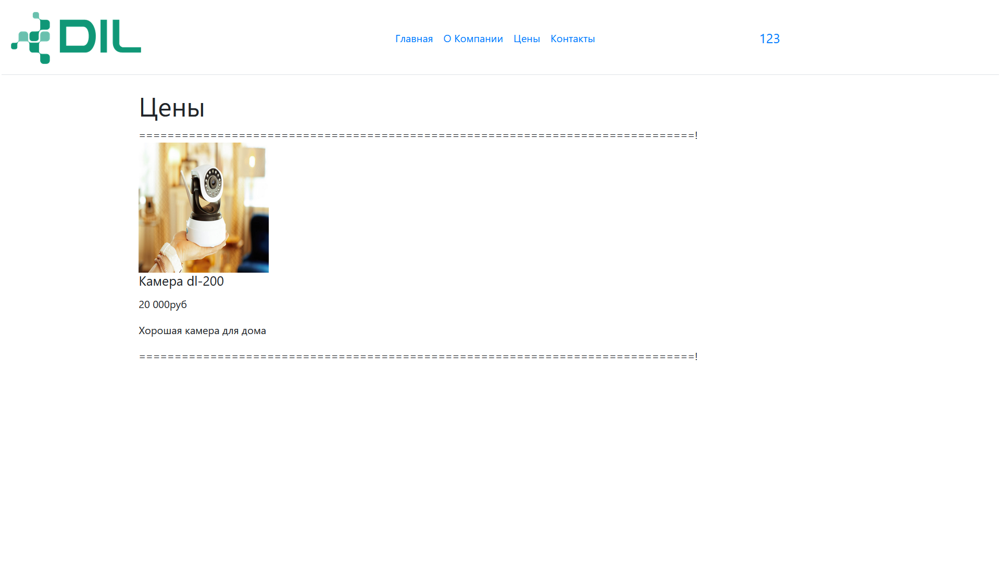 DIL
Главная О Компании Цены Контакты
123
Цены
==============================================================================!
Камера dl-200
20 000руб
Хорошая камера для дома
==============================================================================!